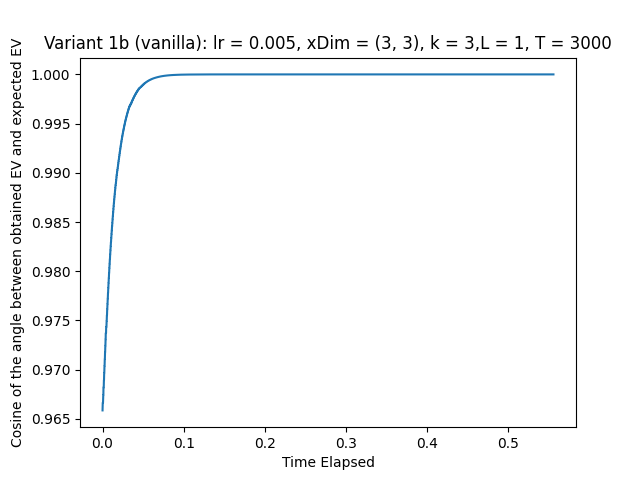 Variant 1b (vanilla): lr = 0.005, xDim = (3, 3), k = 3,L = 1, T = 3000
Cosine of the angle between obtained EV and expected EV
1.000
0.995
0.990
0.985
0.980
0.975
0.970
0.965
0.0 0.1 0.2 0.3 0.4 0.5
Time Elapsed